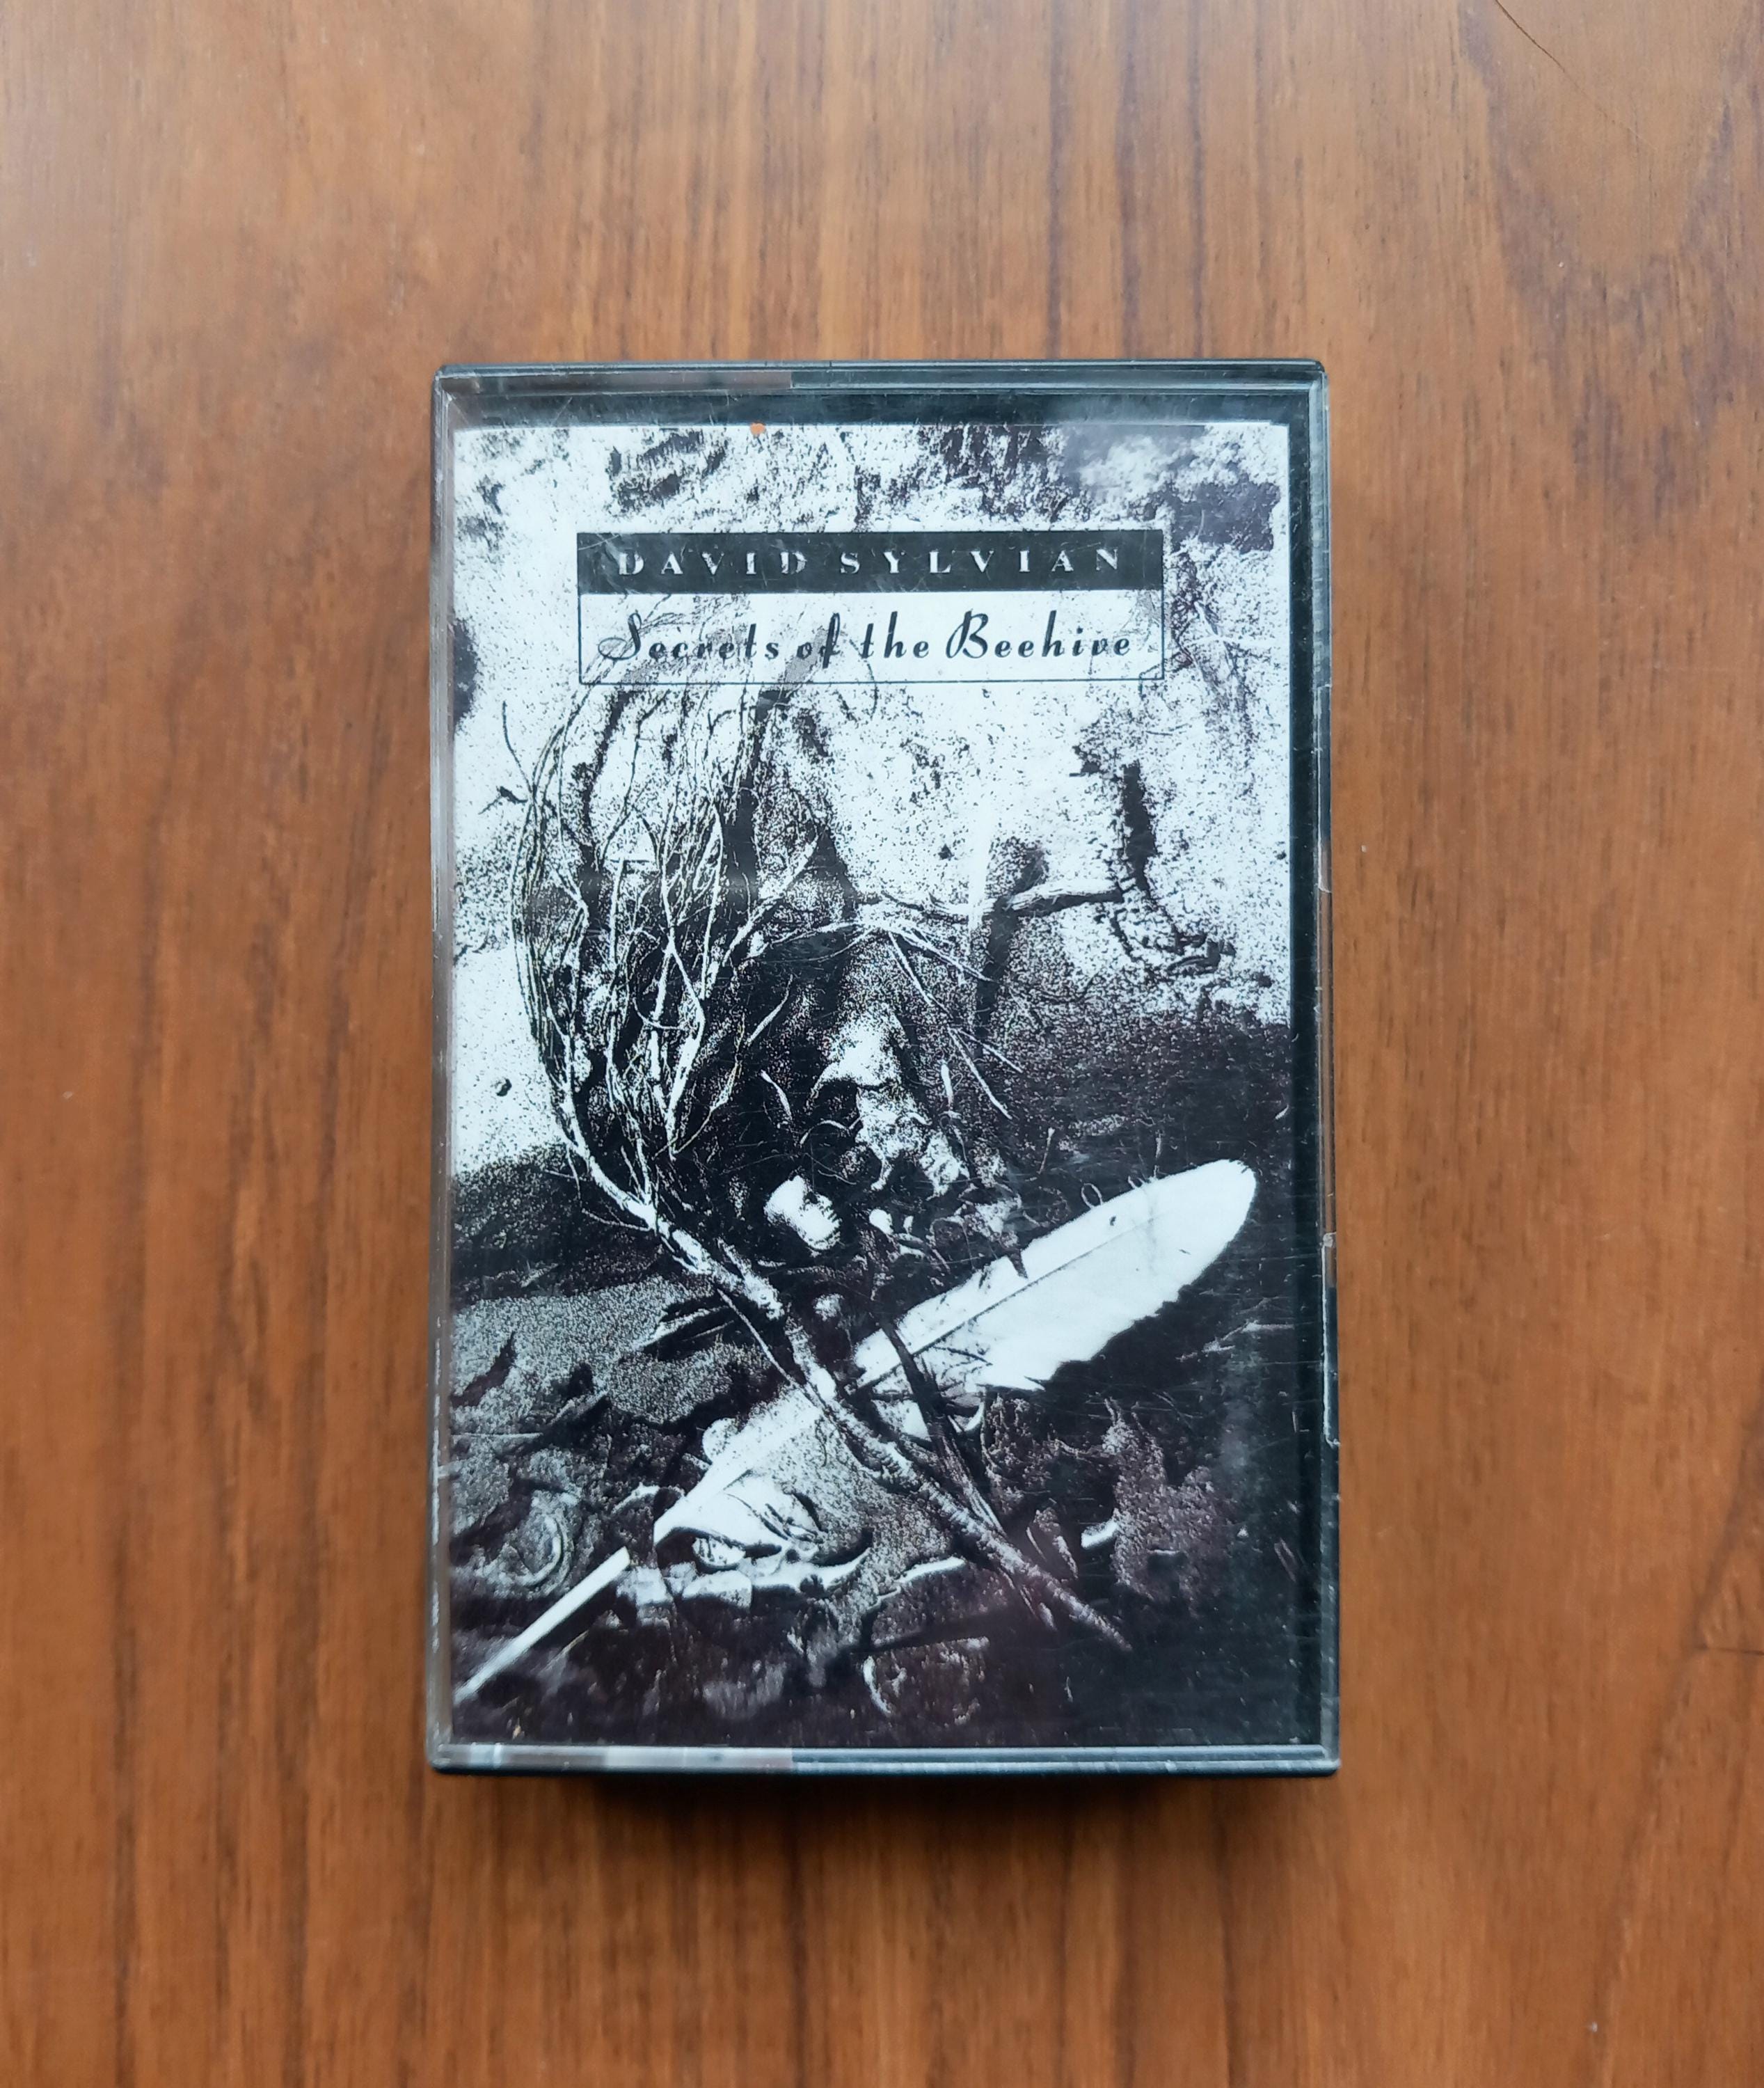 DAVID SYLVIAN
Secrets of the Beehive